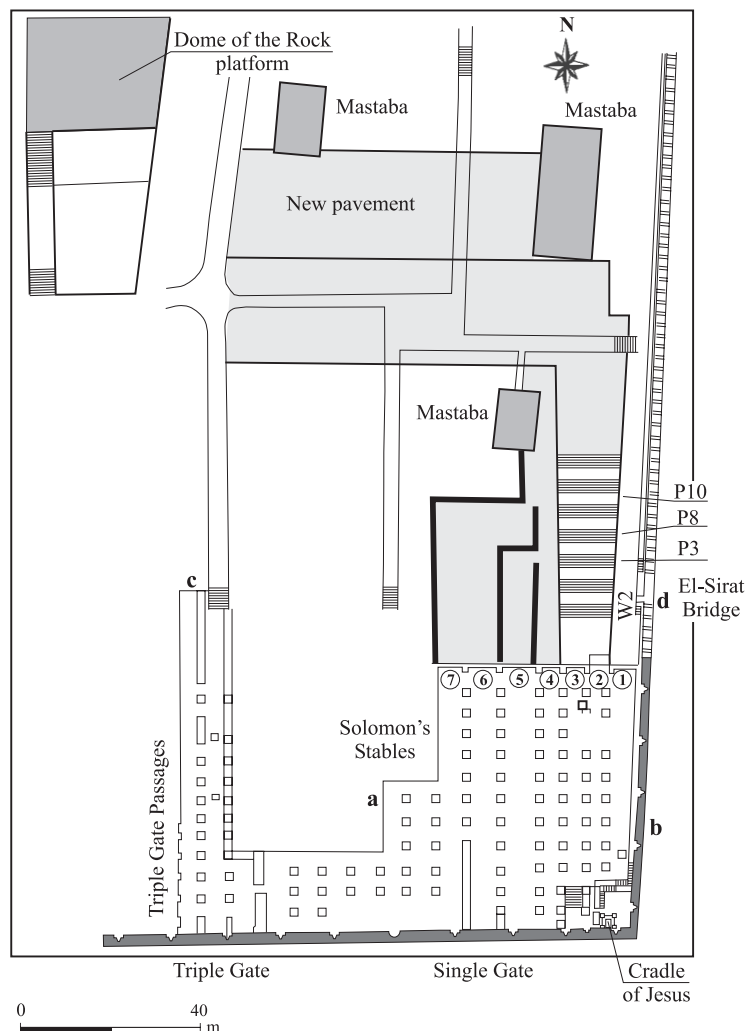 Dome of the Rock
platform
N
Mastaba
Mastaba
New pavement
Mastaba
P10
P8
P3
c
El-Sirat
Bridge
d
W2
7 6 5 4 3 2 1
Solomon's
Stables
a
b
Triple Gate Passages
Triple Gate
Single Gate
Cradle
of Jesus
0 40
m